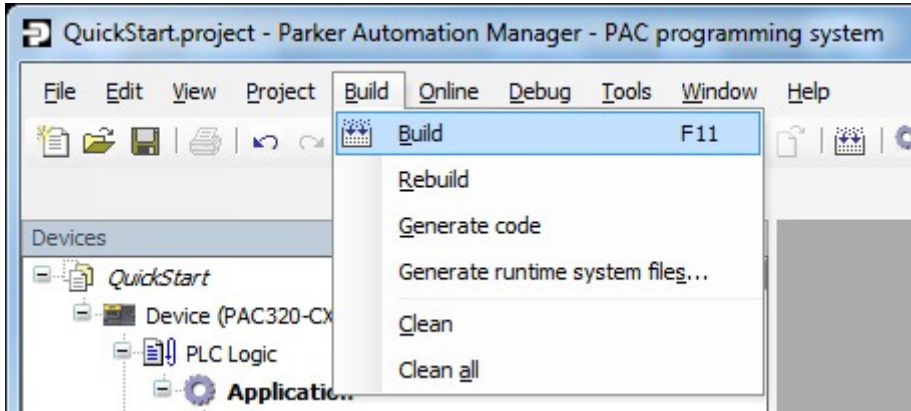 QuickStart.project - Parker Automation Manager - PAC programming system
File Edit View Project Build Online Debug Tools Window Help
Build F11
Rebuild
Generate code
Generate runtime system files...
Clean
Clean all
Devices
QuickStart
Device (PAC320-CX
PLC Logic
Application